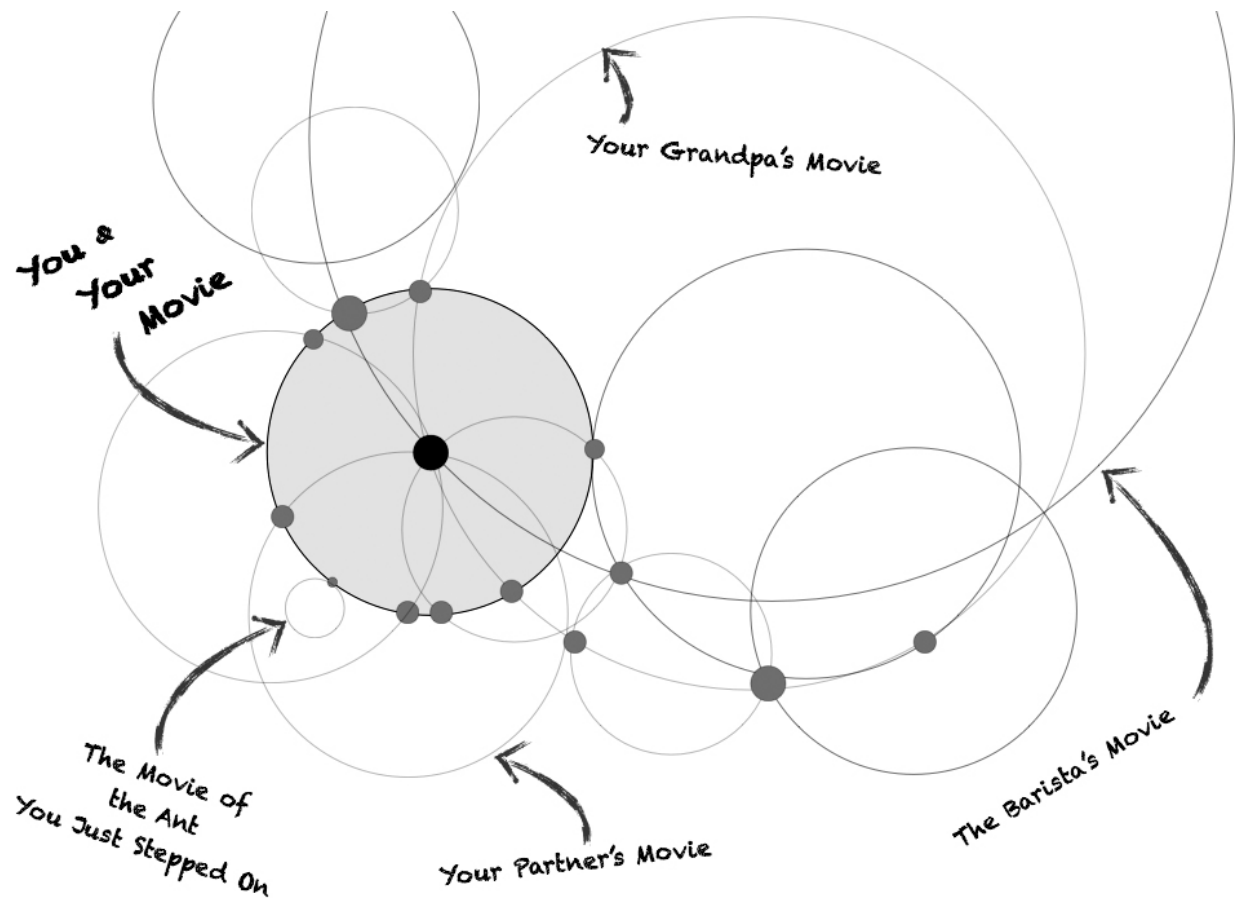 Your Grandpa's Movie
You &
Your
Movie
The Movie of
the Ant
You Just Stepped On
Your Partner's Movie
The Barista's Movie